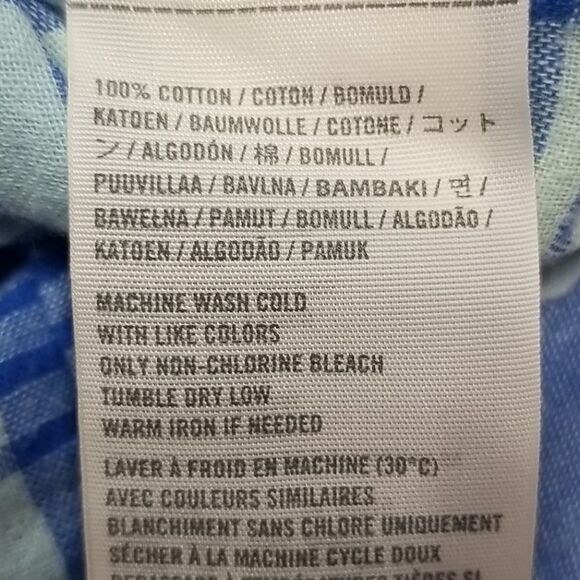 100% COTTON / COTON / BOMULD /
KATOEN / BAUMWOLLE / COTONE / コット
ン / ALGODÓN / 棉 / BOMULL /
PUUVILLAA / BAVLNA / BAMBAKI / 면 /
BAWEŁNA / PAMUT / BOMULL / ALGODÃO /
KATOEN / ALGODÃO / PAMUK
MACHINE WASH COLD
WITH LIKE COLORS
ONLY NON-CHLORINE BLEACH
TUMBLE DRY LOW
WARM IRON IF NEEDED
LAVER À FROID EN MACHINE (30°C)
AVEC COULEURS SIMILAIRES
BLANCHIMENT SANS CHLORE UNIQUEMENT
SÉCHER À LA MACHINE CYCLE DOUX